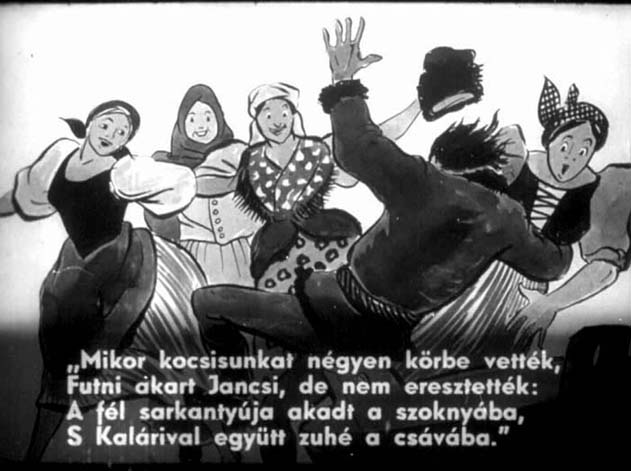 „Mikor kocsisunkat négyen körbe vették,
Futni akart Jancsi, de nem eresztették:
A fél sarkantyúja akadt a szoknyába,
S Kalárival együtt zuhé a csávába.”